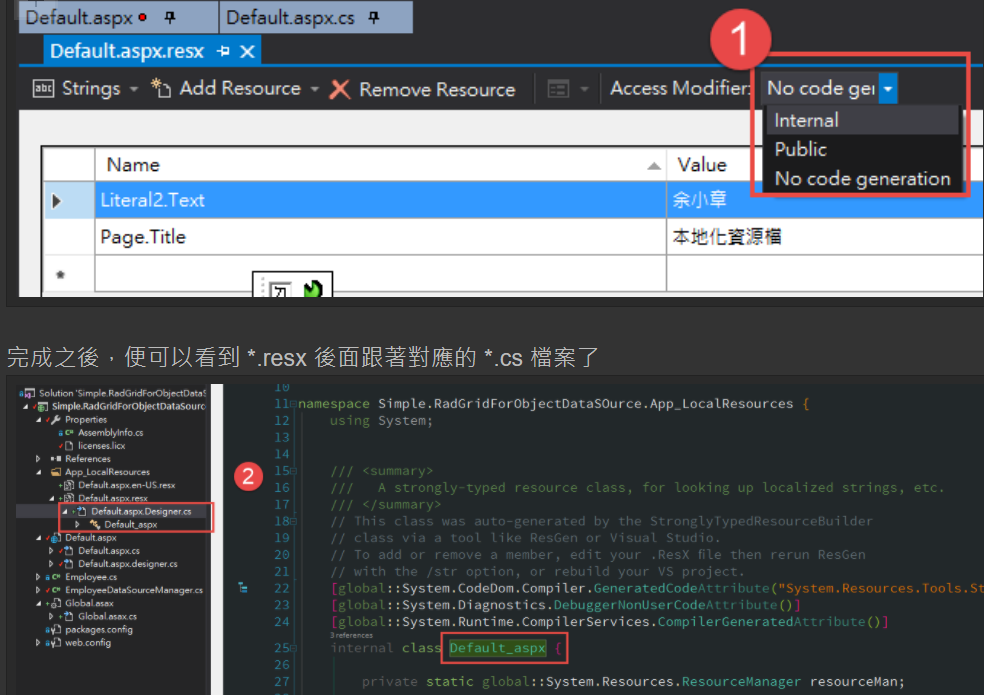 Default.aspx Default.aspx.cs
Default.aspx.resx
1
abc Strings Add Resource Remove Resource Access Modifier: No code ger
Internal
Public
No code generation
Name Value
Literal2.Text 余小章
Page.Title 本地化資源檔
*
完成之後，便可以看到 *.resx 後面跟著對應的 *.cs 檔案了
Solution 'Simple.RadGridForObjectDataS
Simple.RadGridForObjectDataSource
Properties
AssemblyInfo.cs
licenses.licx
References
App_LocalResources
Default.aspx.en-US.resx
Default.aspx.resx
Default.aspx.Designer.cs
Default_aspx
Default.aspx
Default.aspx.cs
Default.aspx.designer.cs
Employee.cs
EmployeeDataSourceManager.cs
Global.asax
Global.asax.cs
packages.config
web.config
2
10
11 namespace Simple.RadGridForObjectDataSOurce.App_LocalResources {
12 using System;
13
14
15 /// <summary>
16 /// A strongly-typed resource class, for looking up localized strings, etc.
17 /// </summary>
18 // This class was auto-generated by the StronglyTypedResourceBuilder
19 // class via a tool like ResGen or Visual Studio.
20 // To add or remove a member, edit your .ResX file then rerun ResGen
21 // with the /str option, or rebuild your VS project.
22 [global::System.CodeDom.Compiler.GeneratedCodeAttribute("System.Resources.Tools.St
23 [global::System.Diagnostics.DebuggerNonUserCodeAttribute()]
24 [global::System.Runtime.CompilerServices.CompilerGeneratedAttribute()]
3 references
25 internal class Default_aspx {
26
27 private static global::System.Resources.ResourceManager resourceMan;